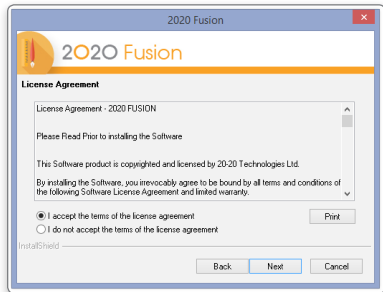 2020 Fusion
2020 Fusion
License Agreement
License Agreement - 2020 FUSION
Please Read Prior to installing the Software
This Software product is copyrighted and licensed by 20-20 Technologies Ltd.
By installing the Software, you irrevocably agree to be bound by all terms and conditions of
the following Software License Agreement and limited warranty.
I accept the terms of the license agreement
Print
I do not accept the terms of the license agreement
InstallShield
Back Next Cancel